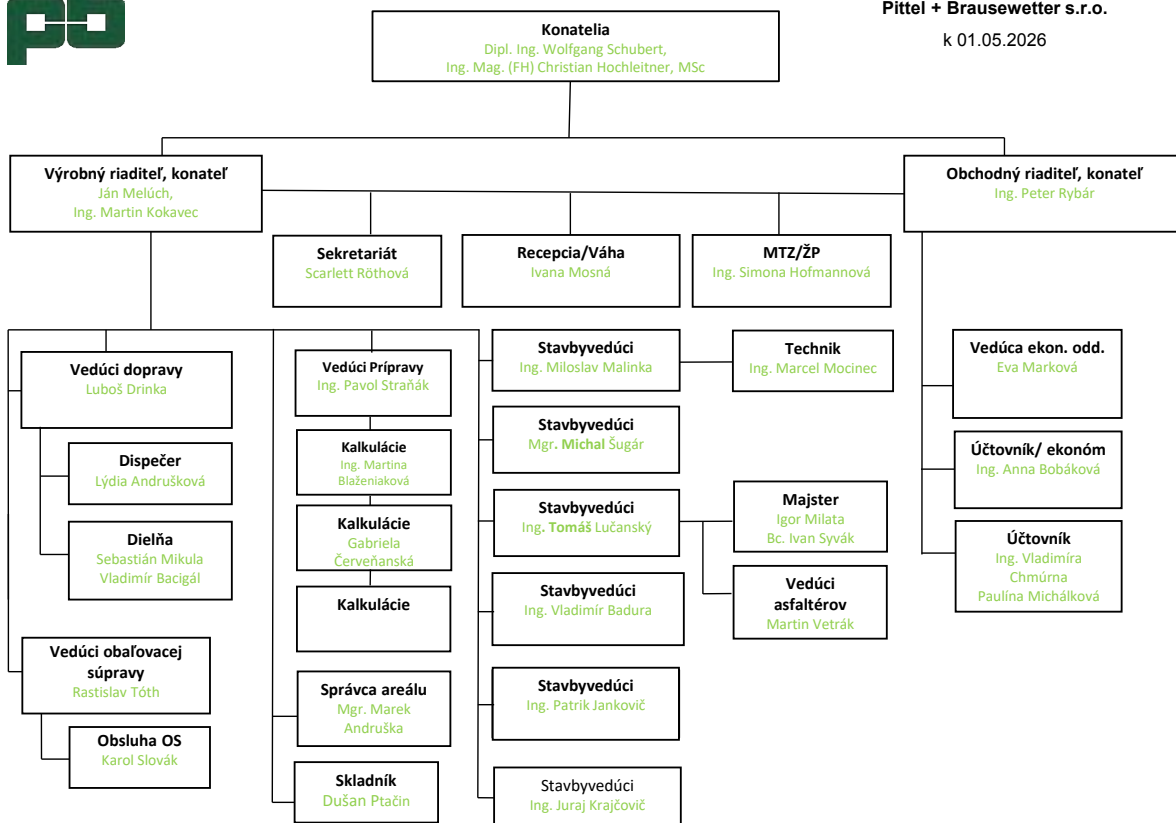 Pittel + Brausewetter s.r.o.
k 01.05.2026
Konatelia
Dipl. Ing. Wolfgang Schubert,
Ing. Mag. (FH) Christian Hochleitner, MSc
Výrobný riaditeľ, konateľ
Ján Melúch,
Ing. Martin Kokavec
Obchodný riaditeľ, konateľ
Ing. Peter Rybár
Sekretariát
Scarlett Röthová
Recepcia/Váha
Ivana Mosná
MTZ/ŽP
Ing. Simona Hofmannová
Vedúci dopravy
Luboš Drinka
Dispečer
Lýdia Andrušková
Dielňa
Sebastián Mikula
Vladimír Bacigál
Vedúci obaľovacej
súpravy
Rastislav Tóth
Obsluha OS
Karol Slovák
Vedúci Prípravy
Ing. Pavol Straňák
Kalkulácie
Ing. Martina
Blaženiaková
Kalkulácie
Gabriela
Červeňanská
Kalkulácie
Správca areálu
Mgr. Marek
Andruška
Skladník
Dušan Ptačin
Stavbyvedúci
Ing. Miloslav Malinka
Technik
Ing. Marcel Mocinec
Stavbyvedúci
Mgr. Michal Šugár
Stavbyvedúci
Ing. Tomáš Lučanský
Majster
Igor Milata
Bc. Ivan Syvák
Vedúci
asfaltérov
Martin Vetrák
Stavbyvedúci
Ing. Vladimír Badura
Stavbyvedúci
Ing. Patrik Jankovič
Stavbyvedúci
Ing. Juraj Krajčovič
Vedúca ekon. odd.
Eva Marková
Účtovník/ ekonóm
Ing. Anna Bobáková
Účtovník
Ing. Vladimíra
Chmúrna
Paulína Michálková